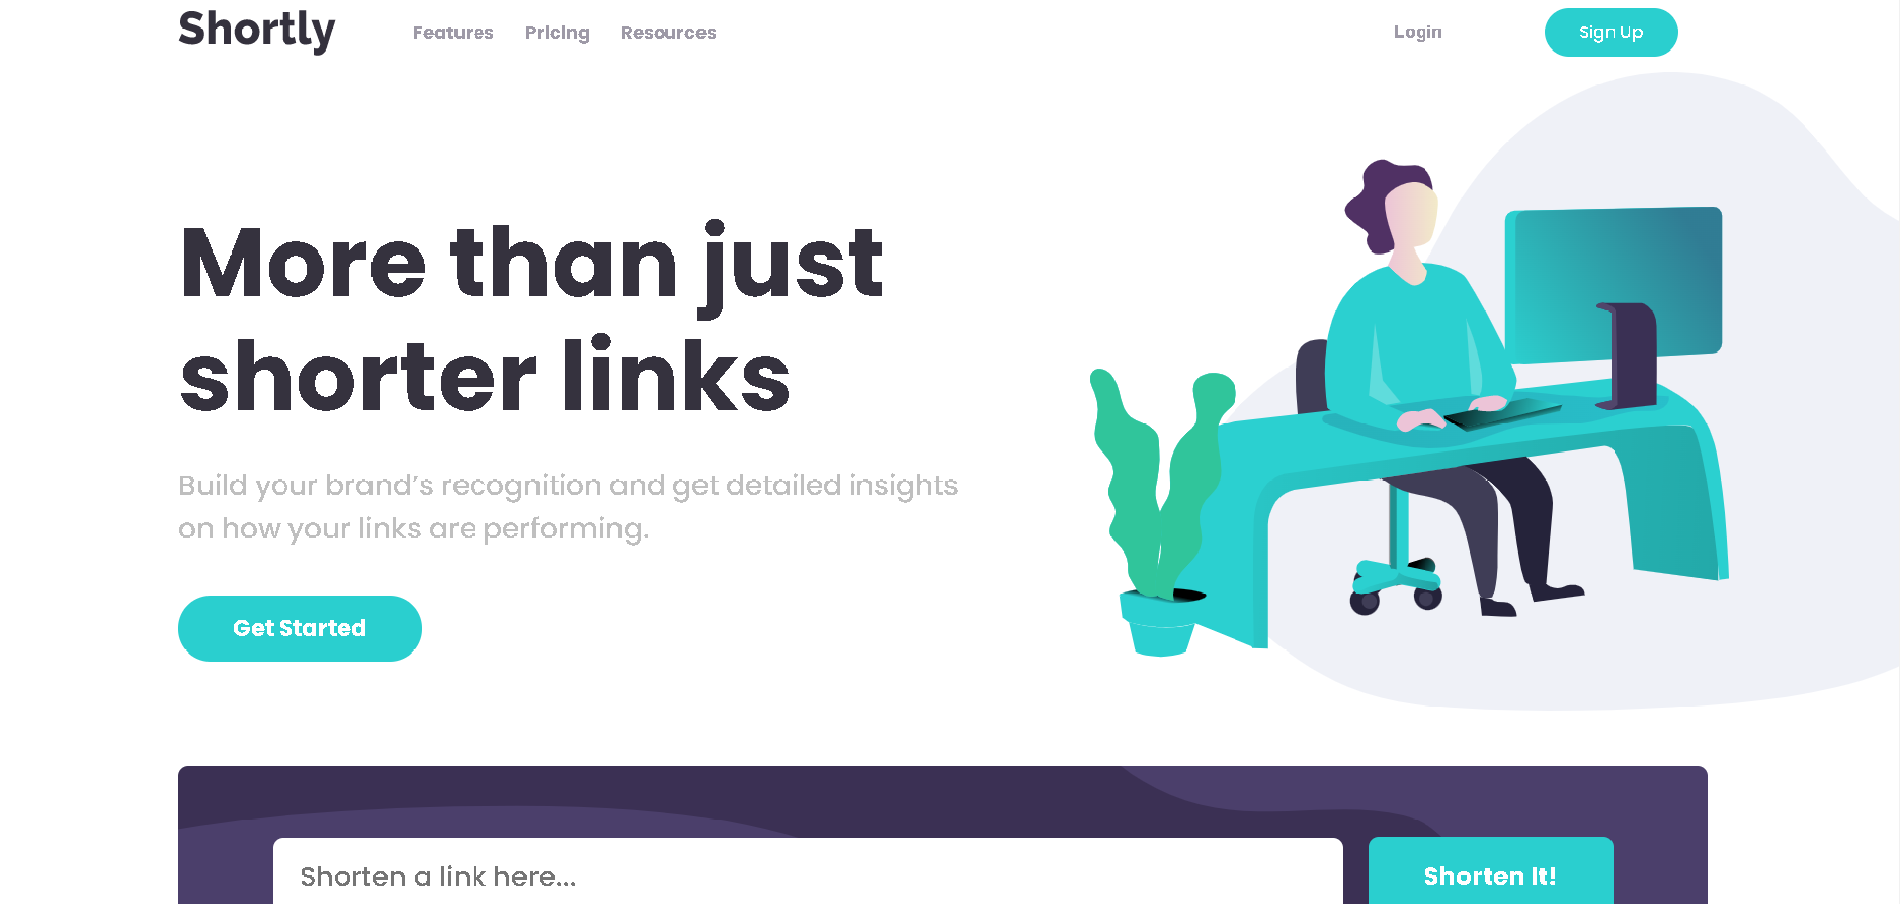 Shortly
Features Pricing Resources
Login
Sign Up
More than just
shorter links
Build your brand’s recognition and get detailed insights
on how your links are performing.
Get Started
Shorten a link here...
Shorten It!